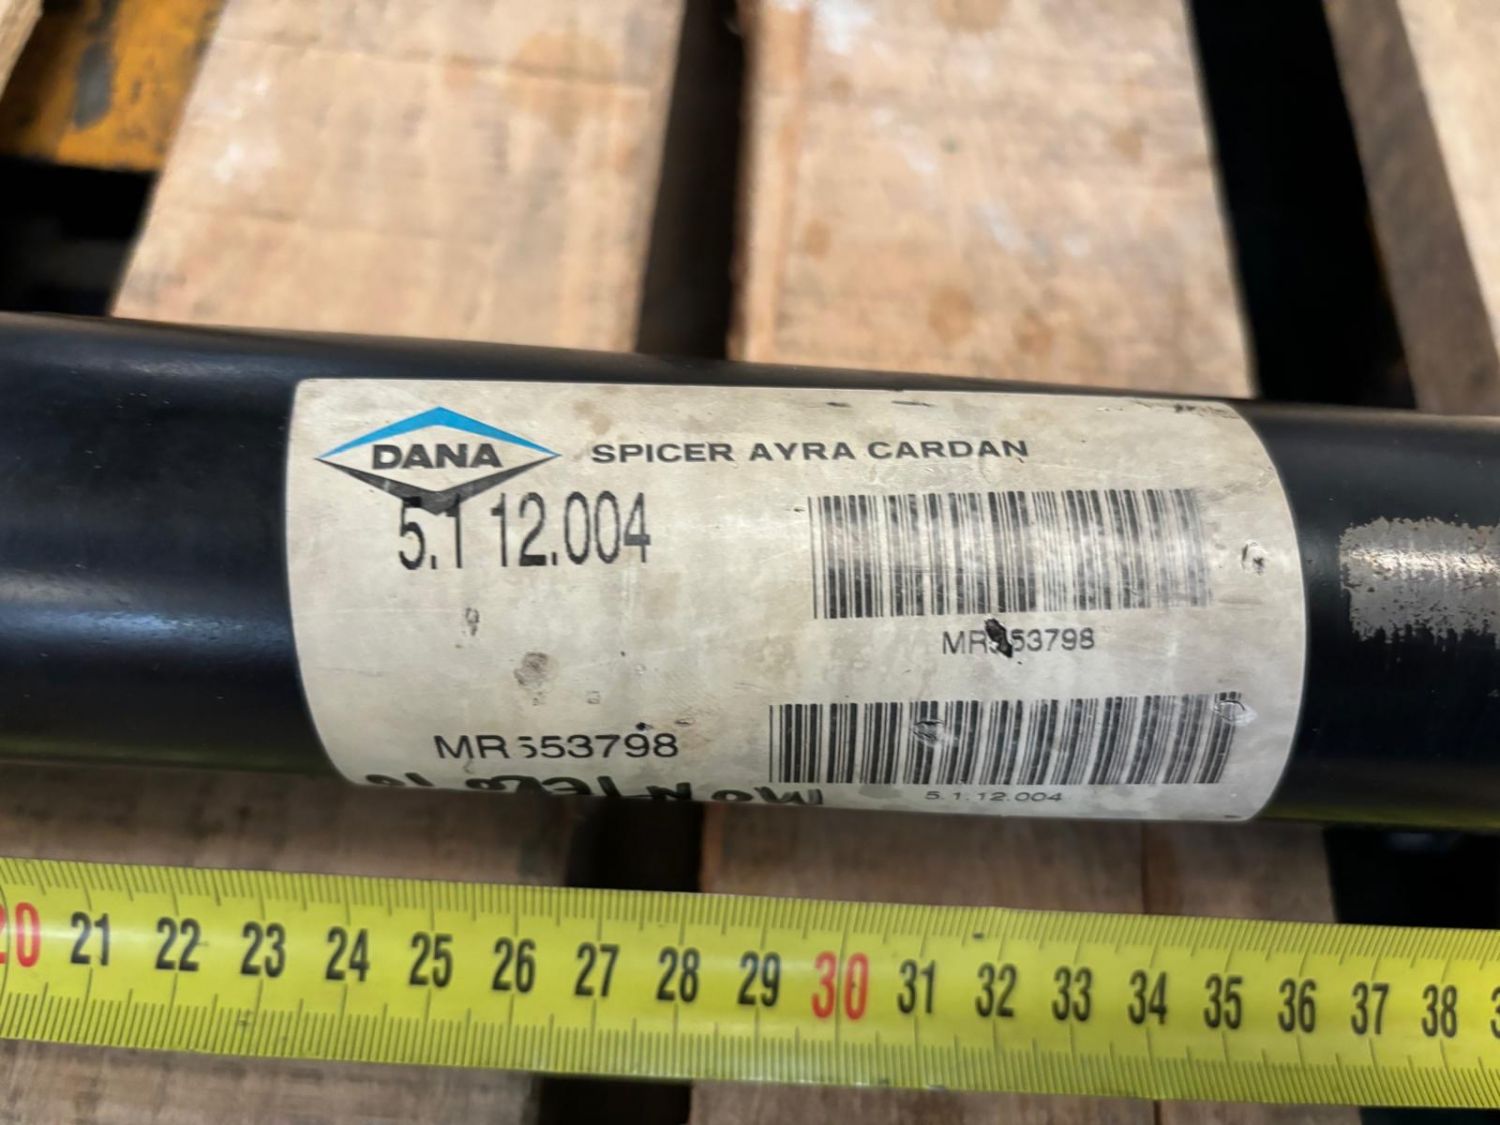 DANA SPICER AYRA CARDAN
5.1.12.004
MR553798
MR553798
5.1.12.004
20 21 22 23 24 25 26 27 28 29 30 31 32 33 34 35 36 37 38